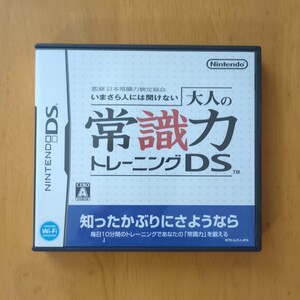 Nintendo
監修 日本常識力検定協会
いまさら人には聞けない
大人の
常識力
トレーニングDS
TM
NINTENDO DS
CERO
A
知ったかぶりにさようなら
毎日10分間のトレーニングであなたの「常識力」を鍛える
Wi-Fi